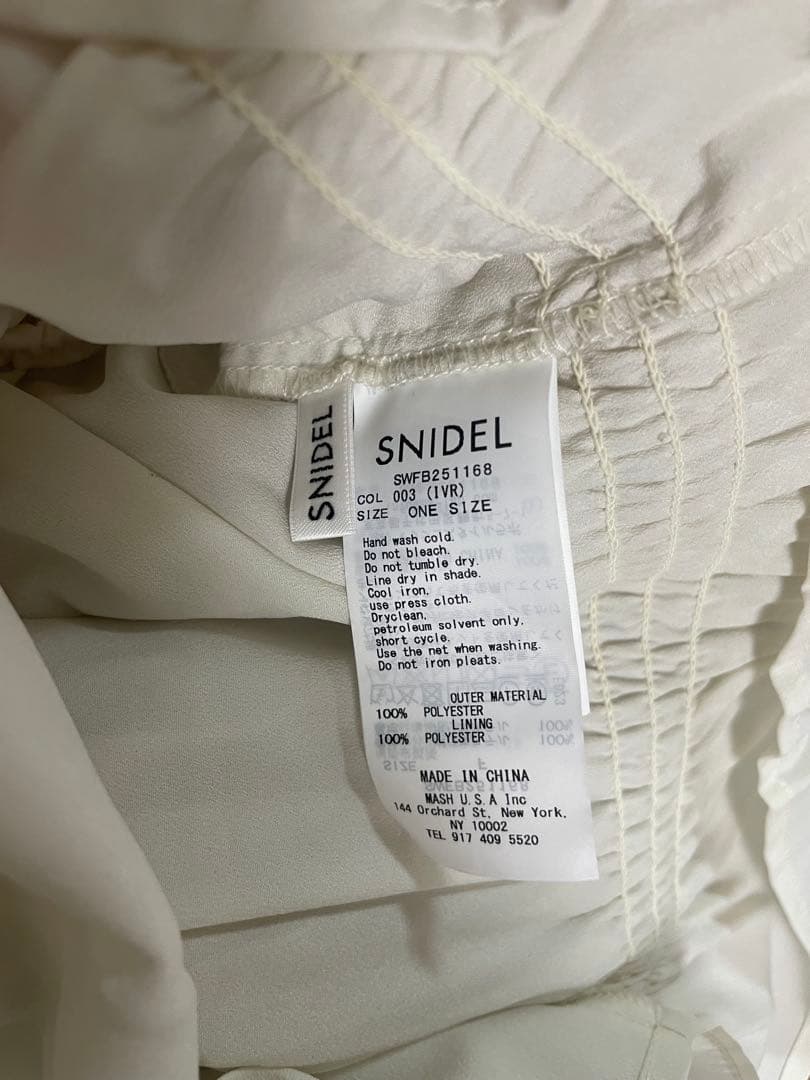 SNIDEL
SNIDEL
SWFB251168
COL 003 (IVR)
SIZE ONE SIZE
Hand wash cold.
Do not bleach.
Do not tumble dry.
Line dry in shade.
Cool iron.
use press cloth.
Dryclean.
petroleum solvent only.
short cycle.
Use the net when washing.
Do not iron pleats.
OUTER MATERIAL
100% POLYESTER
LINING
100% POLYESTER
MADE IN CHINA
MASH U.S.A Inc
144 Orchard St. New York.
NY 10002
TEL 917 409 5520